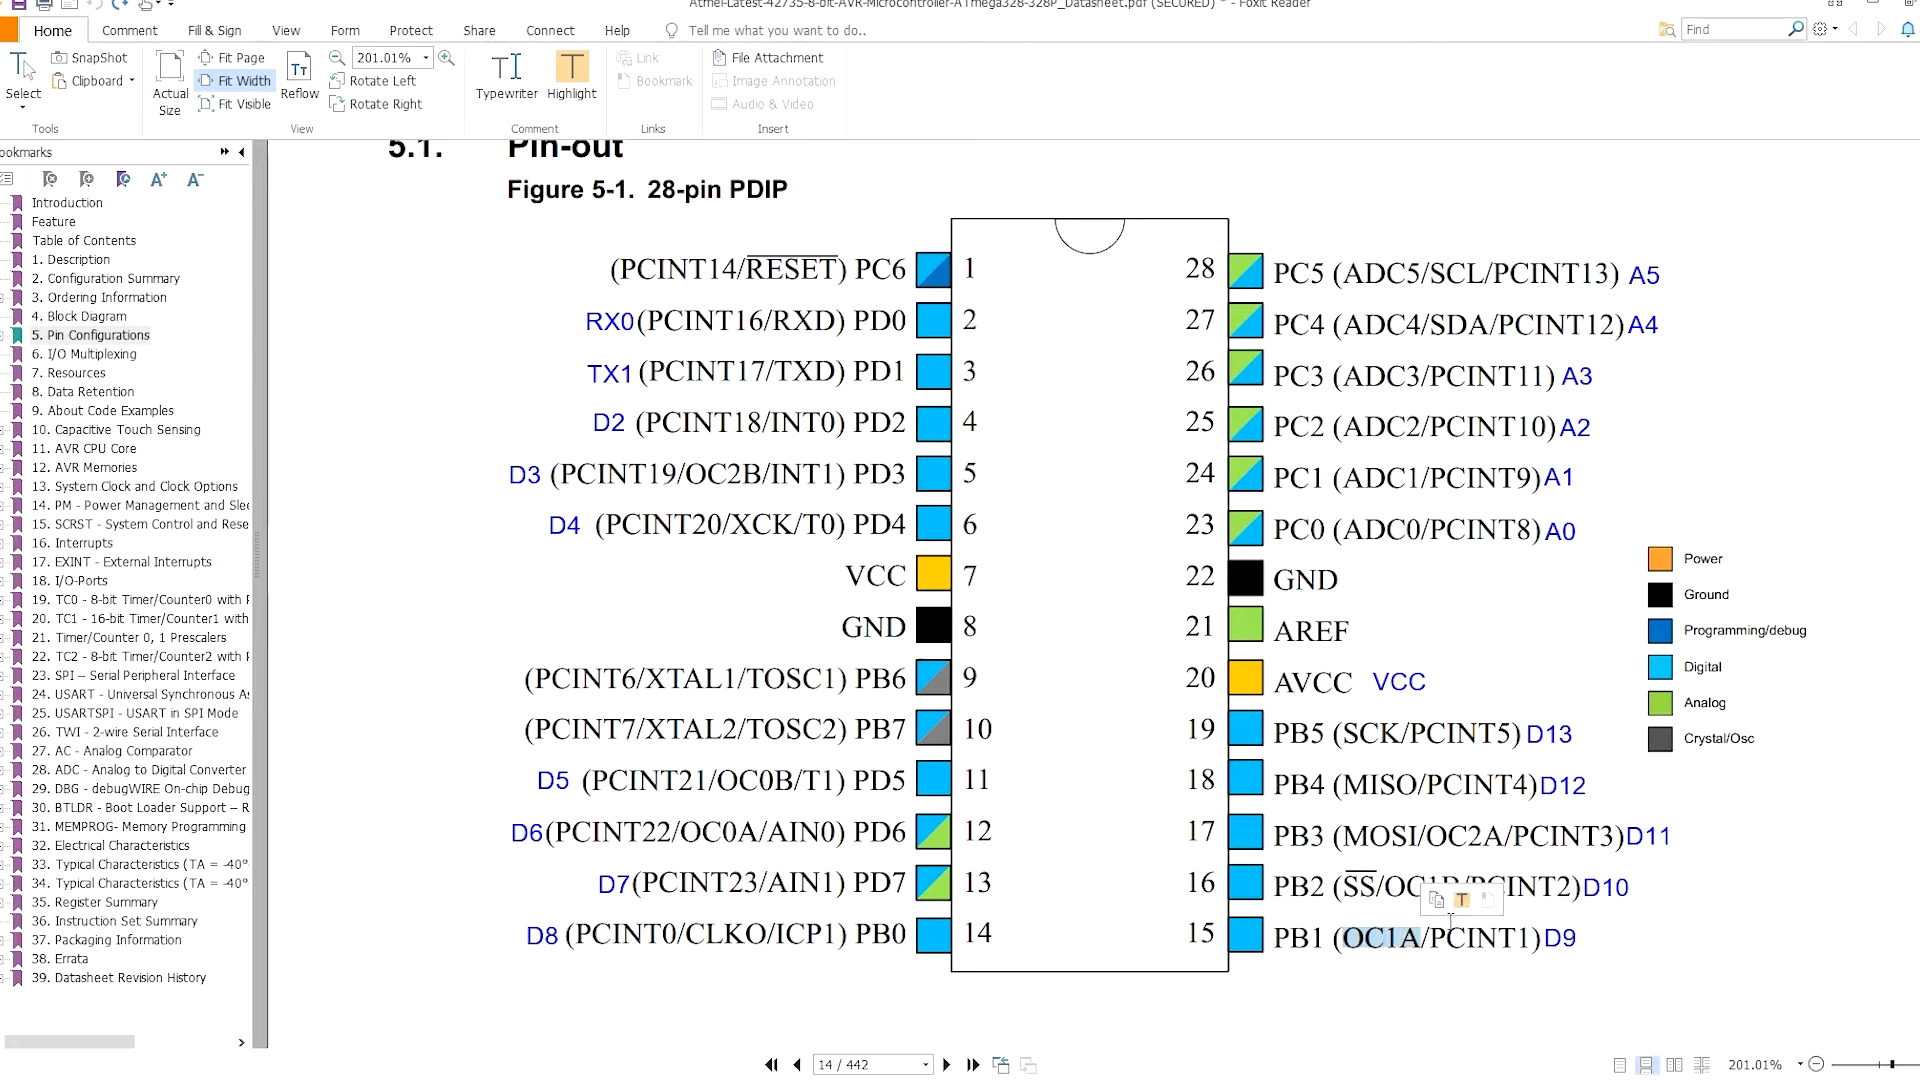 Atmel-Latest-42735-8-bit-AVR-Microcontroller-ATmega328-328P_Datasheet.pdf (SECURED) * - Foxit Reader
Home Comment Fill & Sign View Form Protect Share Connect Help Tell me what you want to do.. Find
SnapShot Fit Page 201.01% Link File Attachment
Select Clipboard Actual Size Fit Width Reflow Rotate Left Typewriter Highlight Bookmark Image Annotation
Fit Visible Rotate Right Audio & Video
Tools View Comment Links Insert
ookmarks
Introduction
Feature
Table of Contents
1. Description
2. Configuration Summary
3. Ordering Information
4. Block Diagram
5. Pin Configurations
6. I/O Multiplexing
7. Resources
8. Data Retention
9. About Code Examples
10. Capacitive Touch Sensing
11. AVR CPU Core
12. AVR Memories
13. System Clock and Clock Options
14. PM - Power Management and Slee
15. SCRST - System Control and Rese
16. Interrupts
17. EXINT - External Interrupts
18. I/O-Ports
19. TC0 - 8-bit Timer/Counter0 with F
20. TC1 - 16-bit Timer/Counter1 with
21. Timer/Counter 0, 1 Prescalers
22. TC2 - 8-bit Timer/Counter2 with F
23. SPI – Serial Peripheral Interface
24. USART - Universal Synchronous As
25. USARTSPI - USART in SPI Mode
26. TWI - 2-wire Serial Interface
27. AC - Analog Comparator
28. ADC - Analog to Digital Converter
29. DBG - debugWIRE On-chip Debug
30. BTLDR - Boot Loader Support – R
31. MEMPROG- Memory Programming
32. Electrical Characteristics
33. Typical Characteristics (TA = -40°
34. Typical Characteristics (TA = -40°
35. Register Summary
36. Instruction Set Summary
37. Packaging Information
38. Errata
39. Datasheet Revision History
5.1. Pin-out
Figure 5-1. 28-pin PDIP
(PCINT14/RESET) PC6 1 28 PC5 (ADC5/SCL/PCINT13) A5
RX0 (PCINT16/RXD) PD0 2 27 PC4 (ADC4/SDA/PCINT12) A4
TX1 (PCINT17/TXD) PD1 3 26 PC3 (ADC3/PCINT11) A3
D2 (PCINT18/INT0) PD2 4 25 PC2 (ADC2/PCINT10) A2
D3 (PCINT19/OC2B/INT1) PD3 5 24 PC1 (ADC1/PCINT9) A1
D4 (PCINT20/XCK/T0) PD4 6 23 PC0 (ADC0/PCINT8) A0
VCC 7 22 GND
GND 8 21 AREF
(PCINT6/XTAL1/TOSC1) PB6 9 20 AVCC VCC
(PCINT7/XTAL2/TOSC2) PB7 10 19 PB5 (SCK/PCINT5) D13
D5 (PCINT21/OC0B/T1) PD5 11 18 PB4 (MISO/PCINT4) D12
D6 (PCINT22/OC0A/AIN0) PD6 12 17 PB3 (MOSI/OC2A/PCINT3) D11
D7 (PCINT23/AIN1) PD7 13 16 PB2 (SS/OC1B/PCINT2) D10
D8 (PCINT0/CLKO/ICP1) PB0 14 15 PB1 (OC1A/PCINT1) D9
Power
Ground
Programming/debug
Digital
Analog
Crystal/Osc
14 / 442 201.01%